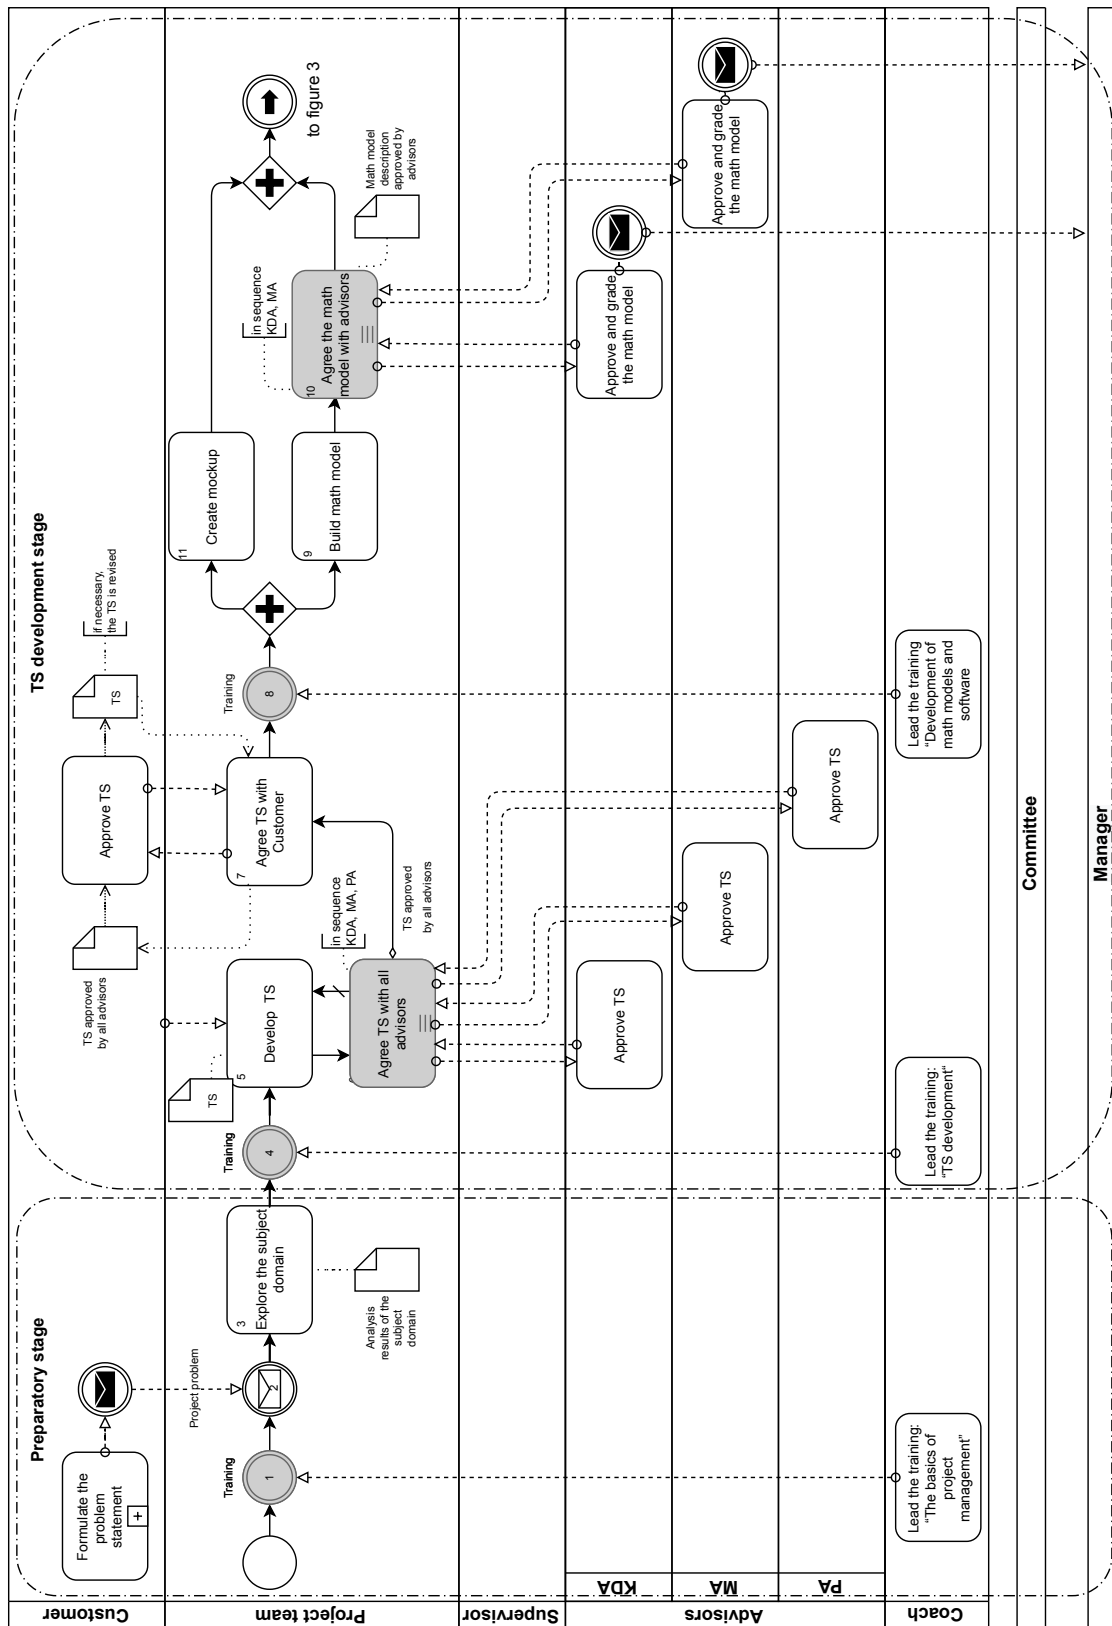 Customer
Project team
Supervisor
Advisors
KDA
MA
PA
Coach
Committee
Manager
Preparatory stage
Formulate the
problem
statement
+
Project problem
Training
1
2
3
Explore the subject
domain
Analysis
results of the
subject
domain
Lead the training:
“The basics of
project
management”
TS development stage
Training
4
TS
5
Develop TS
Agree TS with all
advisors
in sequence
KDA, MA, PA
TS approved
by all advisors
TS approved
by all advisors
7
Agree TS with
Customer
Approve TS
TS
if necessary,
the TS is revised
Approve TS
Approve TS
Approve TS
Lead the training:
“TS development“
Training
8
Lead the training
“Development of
math models and
software
11
Create mockup
9
Build math model
10
Agree the math
model with advisors
in sequence
KDA, MA
Math model
description
approved by
advisors
Approve and grade
the math model
Approve and grade
the math model
to figure 3